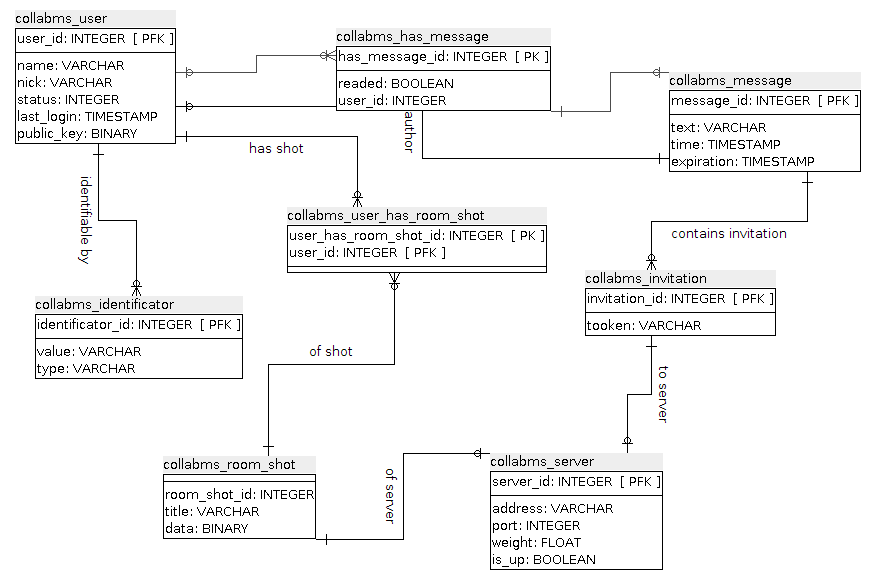 collabms_user
user_id: INTEGER [ PFK ]
name: VARCHAR
nick: VARCHAR
status: INTEGER
last_login: TIMESTAMP
public_key: BINARY
collabms_has_message
has_message_id: INTEGER [ PK ]
readed: BOOLEAN
user_id: INTEGER
collabms_message
message_id: INTEGER [ PFK ]
text: VARCHAR
time: TIMESTAMP
expiration: TIMESTAMP
author
has shot
identifiable by
collabms_user_has_room_shot
user_has_room_shot_id: INTEGER [ PK ]
user_id: INTEGER [ PFK ]
contains invitation
collabms_invitation
invitation_id: INTEGER [ PFK ]
tooken: VARCHAR
collabms_identificator
identificator_id: INTEGER [ PFK ]
value: VARCHAR
type: VARCHAR
of shot
to server
collabms_room_shot
room_shot_id: INTEGER
title: VARCHAR
data: BINARY
of server
collabms_server
server_id: INTEGER [ PFK ]
address: VARCHAR
port: INTEGER
weight: FLOAT
is_up: BOOLEAN